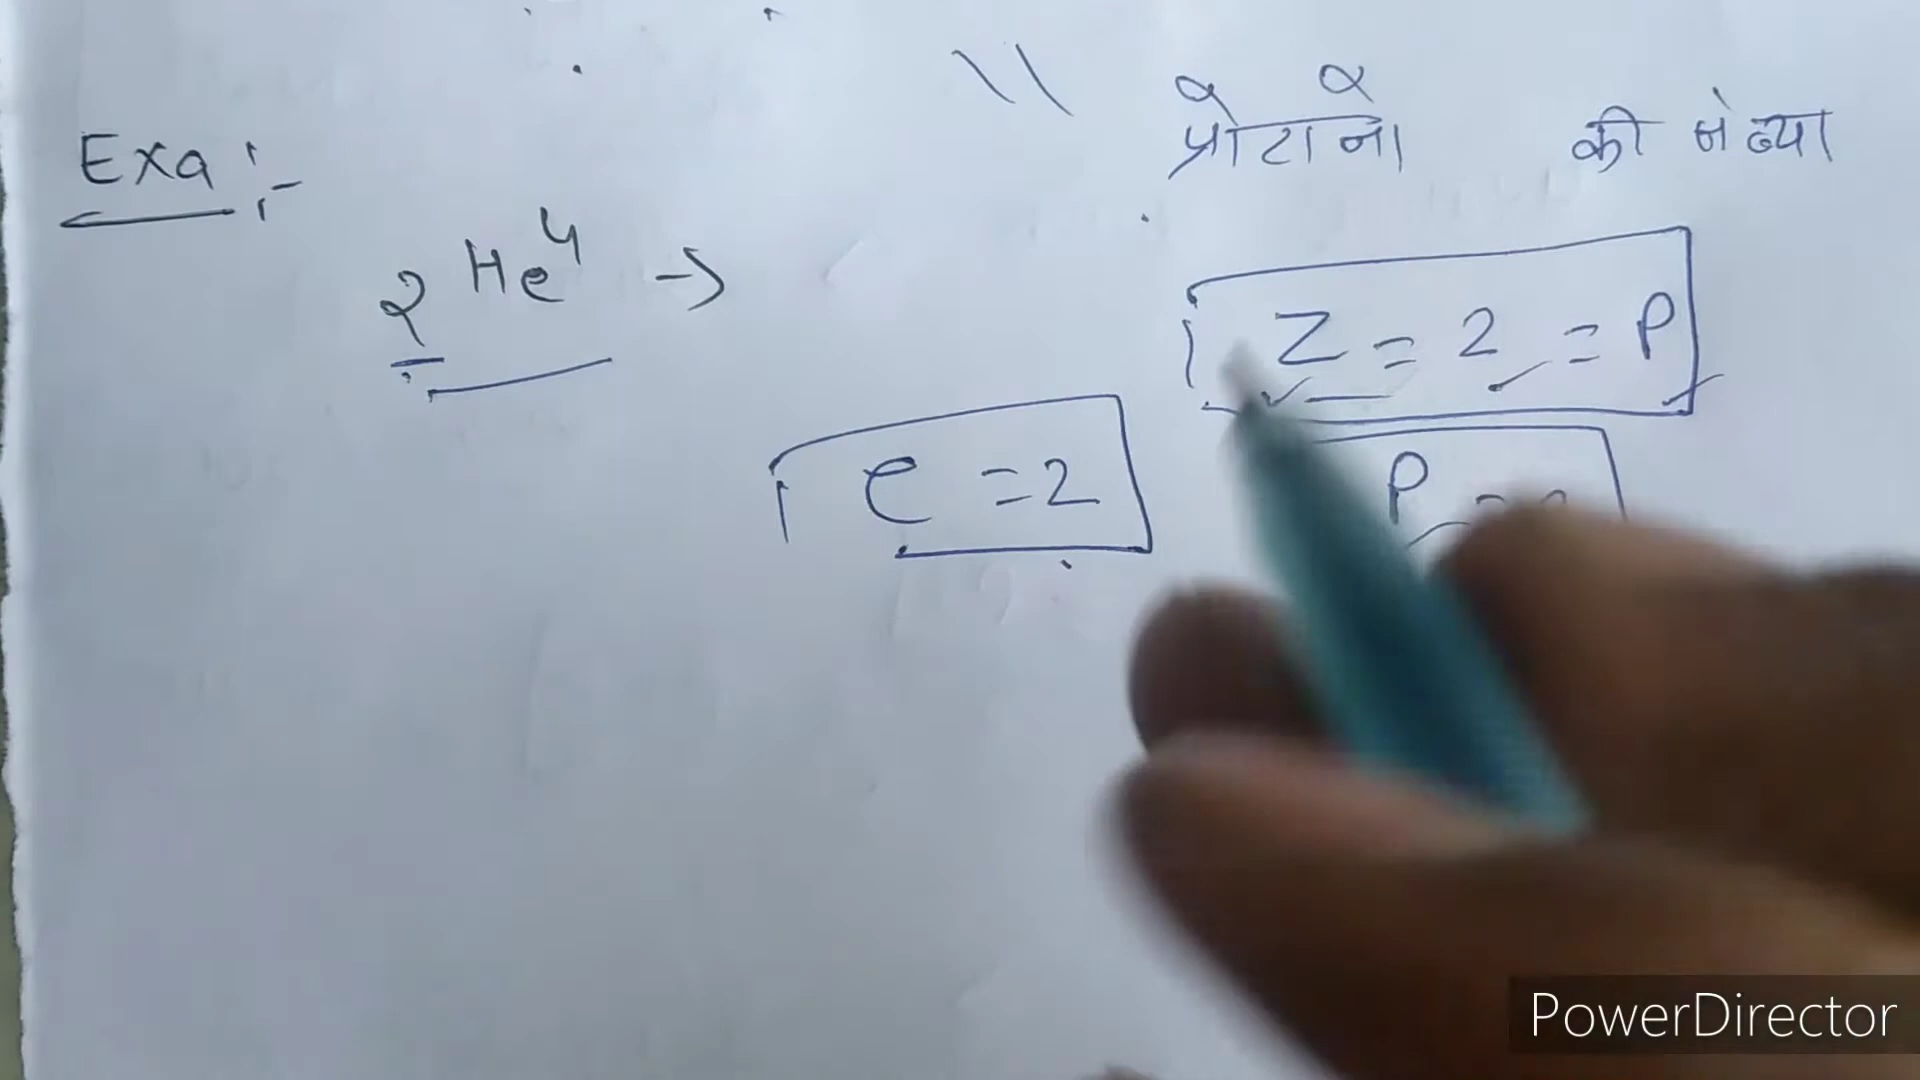 प्रोटानो की संख्या
Exa :-
₂He⁴ →
Z = 2 = P
e = 2
P =
PowerDirector